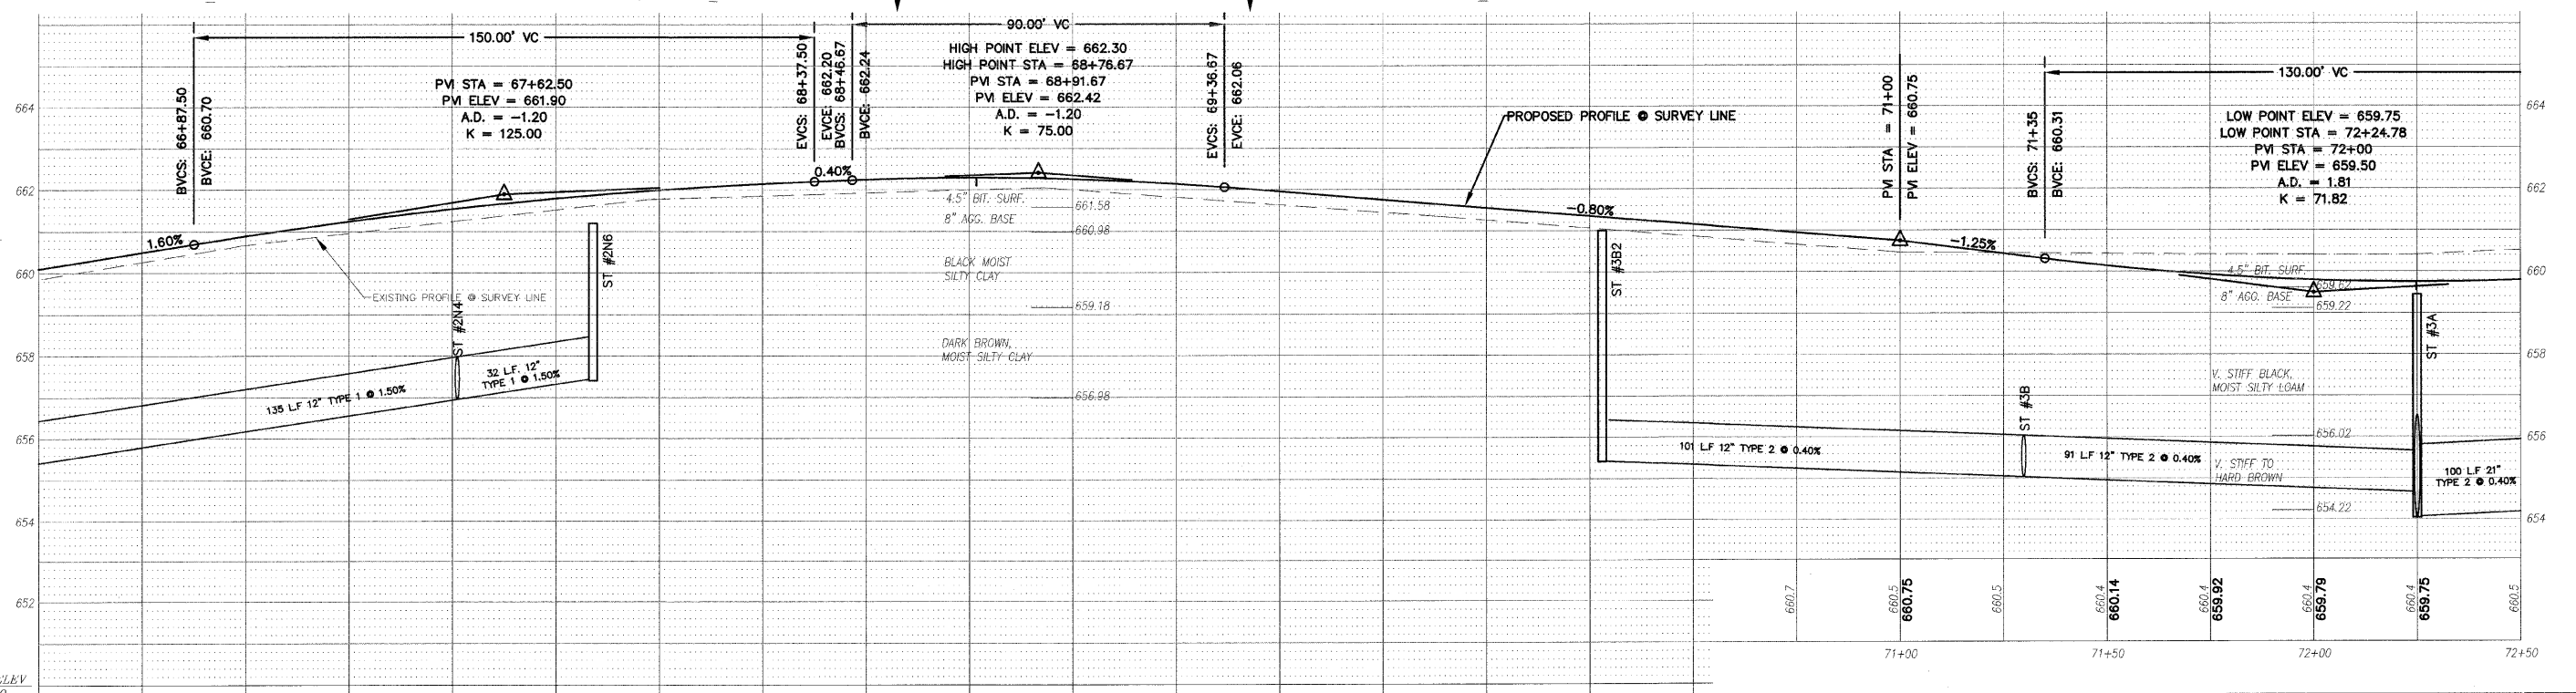 150.00' VC
90.00' VC
130.00' VC
BVCS: 66+87.50
BVCE: 660.70
PVI STA = 67+62.50
PVI ELEV = 661.90
A.D. = -1.20
K = 125.00
EVCS: 68+37.50
EVCE: 662.20
BVCS: 68+46.67
BVCE: 662.24
HIGH POINT ELEV = 662.30
HIGH POINT STA = 68+76.67
PVI STA = 68+91.67
PVI ELEV = 662.42
A.D. = -1.20
K = 75.00
EVCS: 69+36.67
EVCE: 662.06
PROPOSED PROFILE @ SURVEY LINE
PVI STA = 71+00
PVI ELEV = 660.75
BVCS: 71+35
BVCE: 660.31
LOW POINT ELEV = 659.75
LOW POINT STA = 72+24.78
PVI STA = 72+00
PVI ELEV = 659.50
A.D. = 1.81
K = 71.82
664
662
660
658
656
654
652
664
662
660
658
656
654
1.60%
0.40%
-0.80%
-1.25%
EXISTING PROFILE @ SURVEY LINE
ST #2N4
ST #2N6
135 L.F 12" TYPE 1 @ 1.50%
32 L.F. 12"
TYPE 1 @ 1.50%
4.5" BIT. SURF.
661.58
8" AGG. BASE
660.98
BLACK MOIST
SILTY CLAY
659.18
DARK BROWN,
MOIST SILTY CLAY
656.98
ST #3B2
101 L.F 12" TYPE 2 @ 0.40%
ST #3B
91 L.F 12" TYPE 2 @ 0.40%
4.5" BIT. SURF.
659.62
8" AGG. BASE
659.22
ST #3A
V. STIFF BLACK,
MOIST SILTY LOAM
656.02
V. STIFF TO
HARD BROWN
654.22
100 L.F 21"
TYPE 2 @ 0.40%
660.7
660.5
660.75
660.5
660.14
660.4
659.92
660.4
659.79
660.4
659.75
660.5
71+00
71+50
72+00
72+50